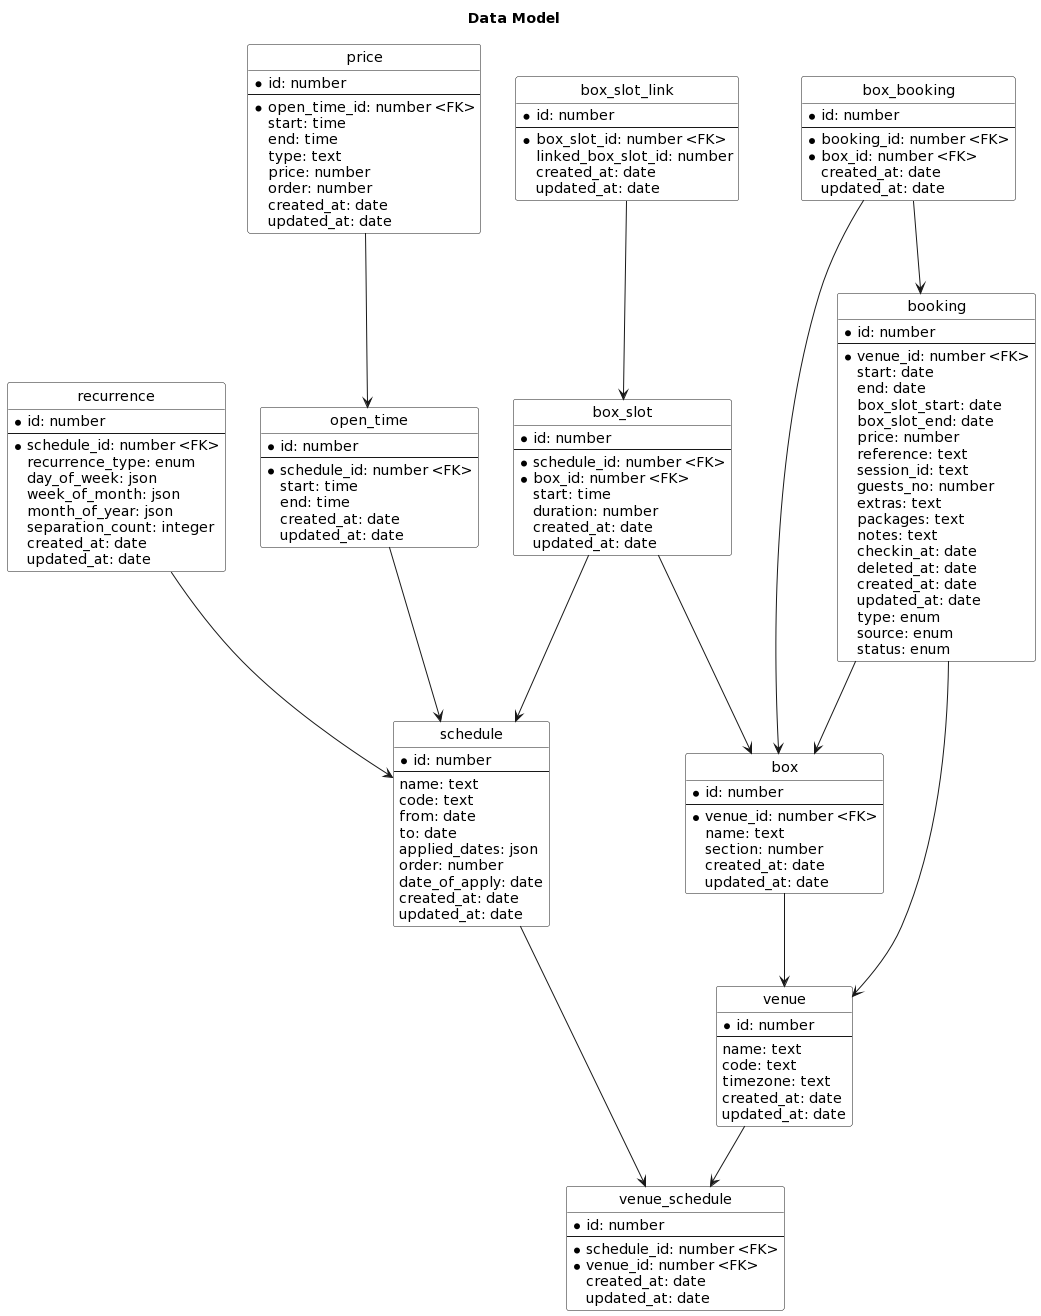 Data Model
price
id: number
open_time_id: number <FK>
start: time
end: time
type: text
price: number
order: number
created_at: date
updated_at: date
box_slot_link
id: number
box_slot_id: number <FK>
linked_box_slot_id: number
created_at: date
updated_at: date
box_booking
id: number
booking_id: number <FK>
box_id: number <FK>
created_at: date
updated_at: date
booking
id: number
venue_id: number <FK>
start: date
end: date
box_slot_start: date
box_slot_end: date
price: number
reference: text
session_id: text
guests_no: number
extras: text
packages: text
notes: text
checkin_at: date
deleted_at: date
created_at: date
updated_at: date
type: enum
source: enum
status: enum
recurrence
id: number
schedule_id: number <FK>
recurrence_type: enum
day_of_week: json
week_of_month: json
month_of_year: json
separation_count: integer
created_at: date
updated_at: date
open_time
id: number
schedule_id: number <FK>
start: time
end: time
created_at: date
updated_at: date
box_slot
id: number
schedule_id: number <FK>
box_id: number <FK>
start: time
duration: number
created_at: date
updated_at: date
schedule
id: number
name: text
code: text
from: date
to: date
applied_dates: json
order: number
date_of_apply: date
created_at: date
updated_at: date
box
id: number
venue_id: number <FK>
name: text
section: number
created_at: date
updated_at: date
venue
id: number
name: text
code: text
timezone: text
created_at: date
updated_at: date
venue_schedule
id: number
schedule_id: number <FK>
venue_id: number <FK>
created_at: date
updated_at: date